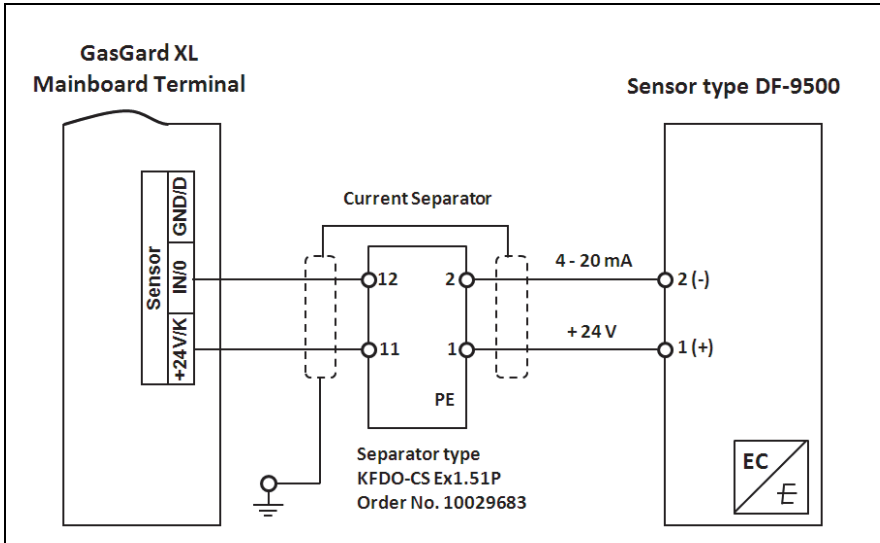 GasGard XL
Mainboard Terminal
Sensor type DF-9500
Sensor
GND/D
IN/0
+24V/K
Current Separator
12
2
4 - 20 mA
2 (-)
11
1
+ 24 V
1 (+)
PE
Separator type
KFDO-CS Ex1.51P
Order No. 10029683
EC
E